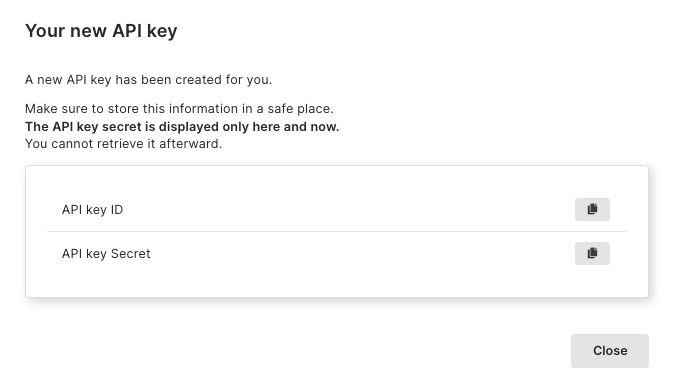 Your new API key
A new API key has been created for you.
Make sure to store this information in a safe place.
The API key secret is displayed only here and now.
You cannot retrieve it afterward.
API key ID
API key Secret
Close